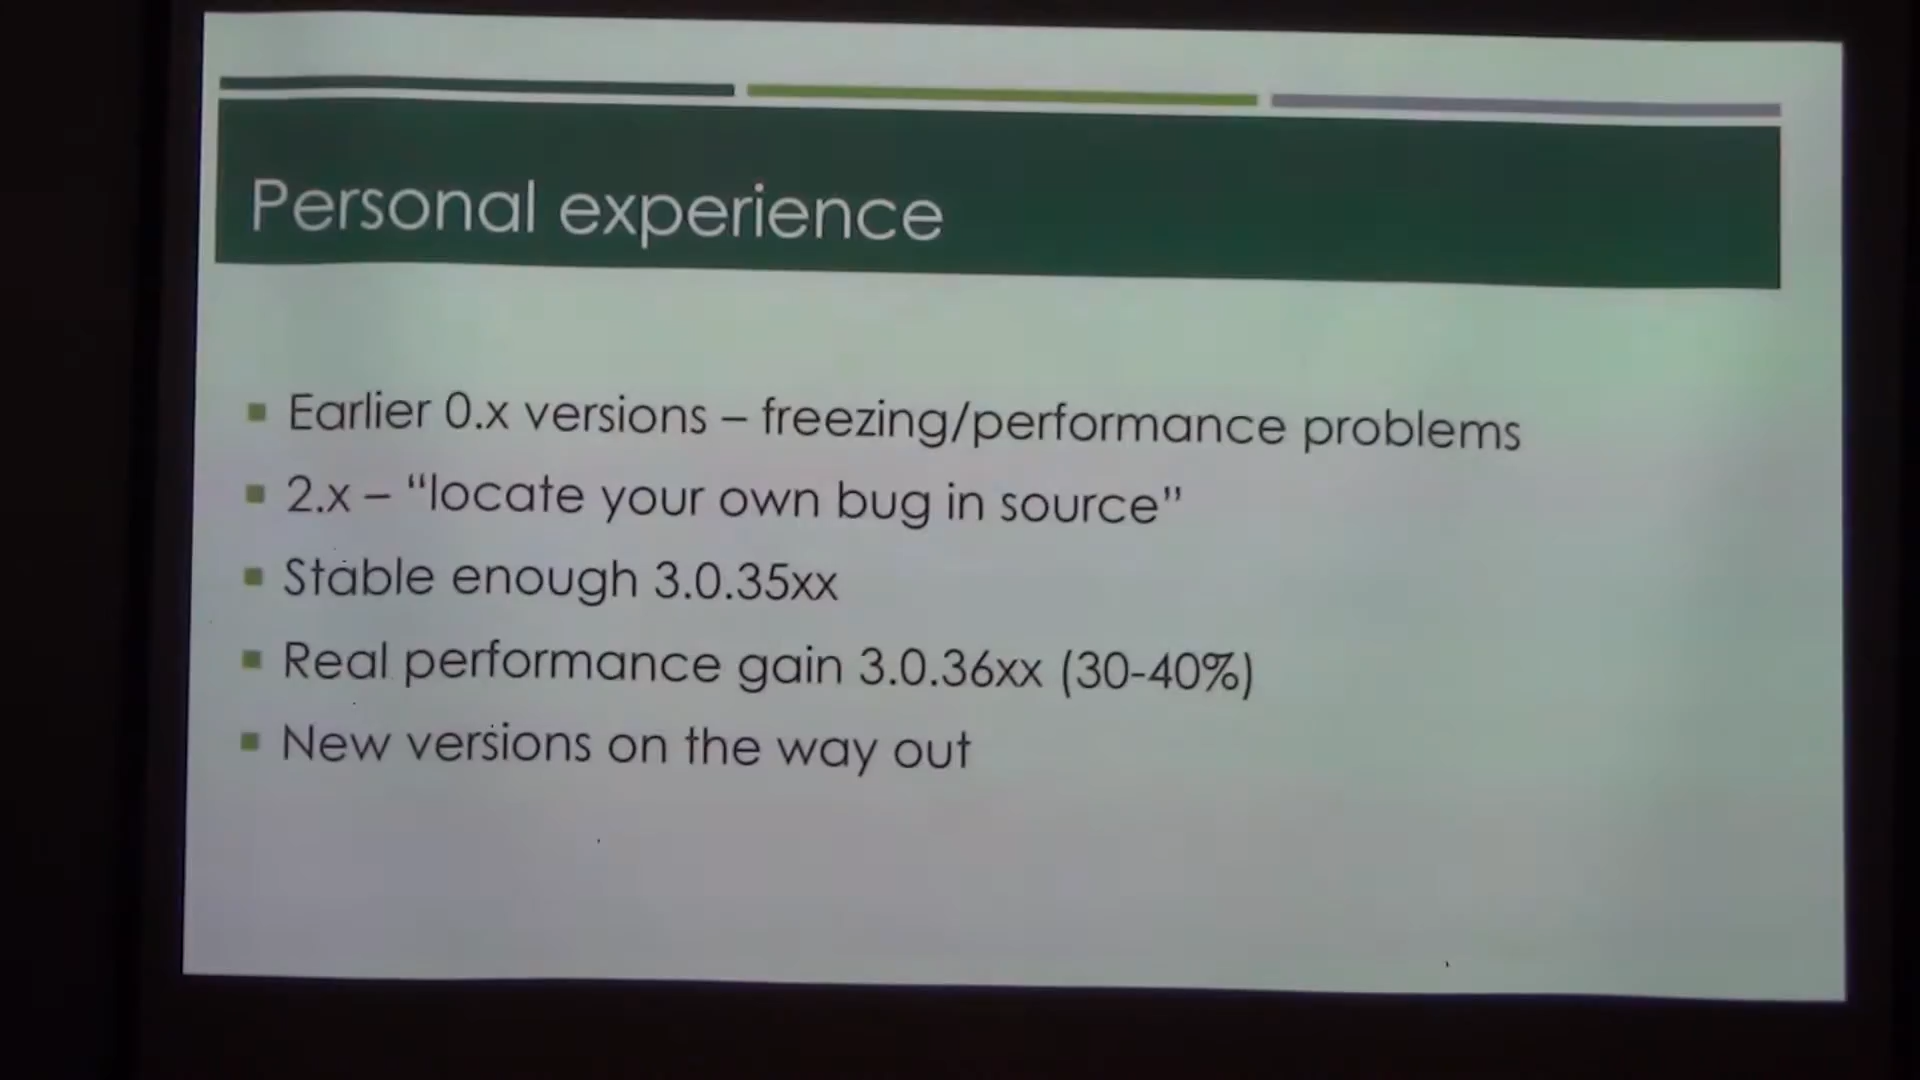 Personal experience
Earlier 0.x versions – freezing/performance problems
2.x – “locate your own bug in source”
Stable enough 3.0.35xx
Real performance gain 3.0.36xx (30-40%)
New versions on the way out